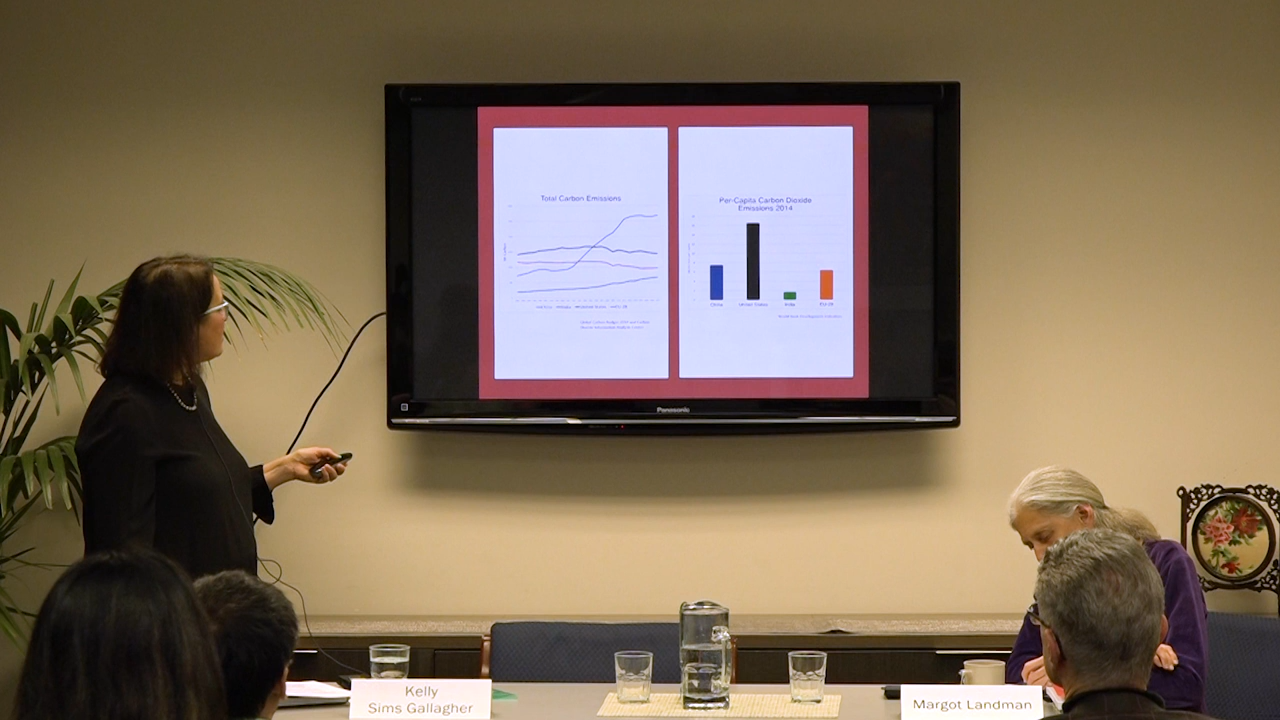 Total Carbon Emissions
Per-Capita Carbon Dioxide
Emissions 2014
China
United States
India
EU-28
Panasonic
Kelly
Sims Gallagher
Margot Landman